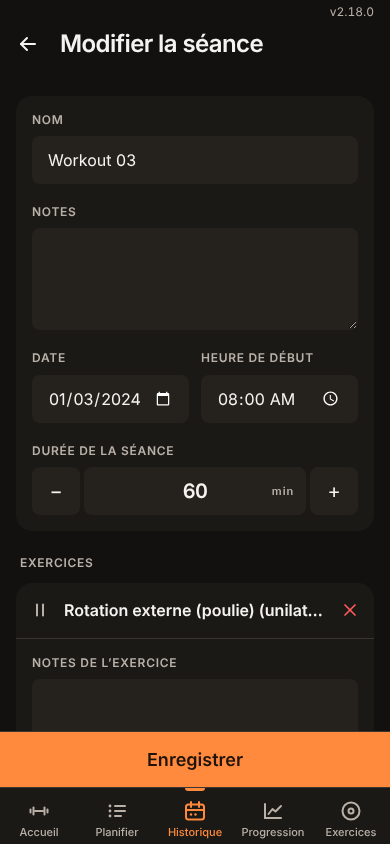 v2.18.0
Modifier la séance
NOM
Workout 03
NOTES
DATE
HEURE DE DÉBUT
01/03/2024
08:00 AM
DURÉE DE LA SÉANCE
− 60 min +
EXERCICES
Rotation externe (poulie) (unilat...
NOTES DE L’EXERCICE
Enregistrer
Accueil Planifier Historique Progression Exercices